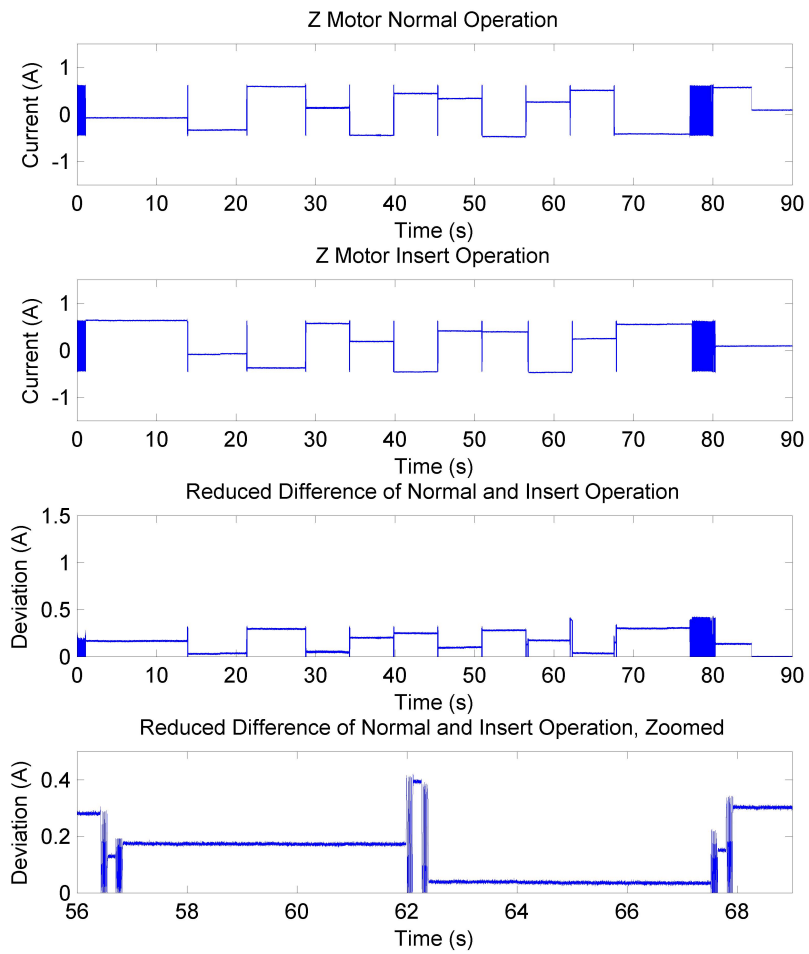 Z Motor Normal Operation
Current (A)
1
0
-1
0 10 20 30 40 50 60 70 80 90
Time (s)
Z Motor Insert Operation
Current (A)
1
0
-1
0 10 20 30 40 50 60 70 80 90
Time (s)
Reduced Difference of Normal and Insert Operation
Deviation (A)
1.5
1
0.5
0
0 10 20 30 40 50 60 70 80 90
Time (s)
Reduced Difference of Normal and Insert Operation, Zoomed
Deviation (A)
0.4
0.2
0
56 58 60 62 64 66 68
Time (s)